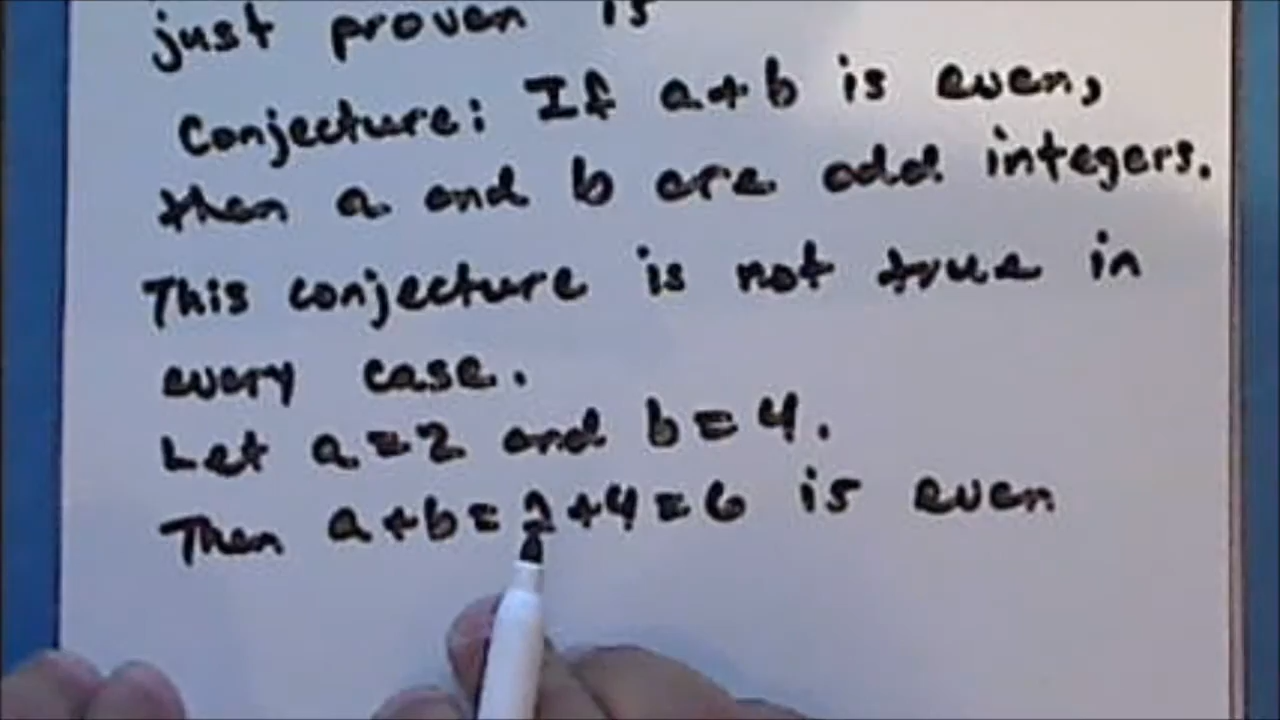 just proven is
Conjecture: If a+b is even,
then a and b are odd integers.
This conjecture is not true in
every case.
Let a=2 and b=4.
Then a+b=2+4=6 is even